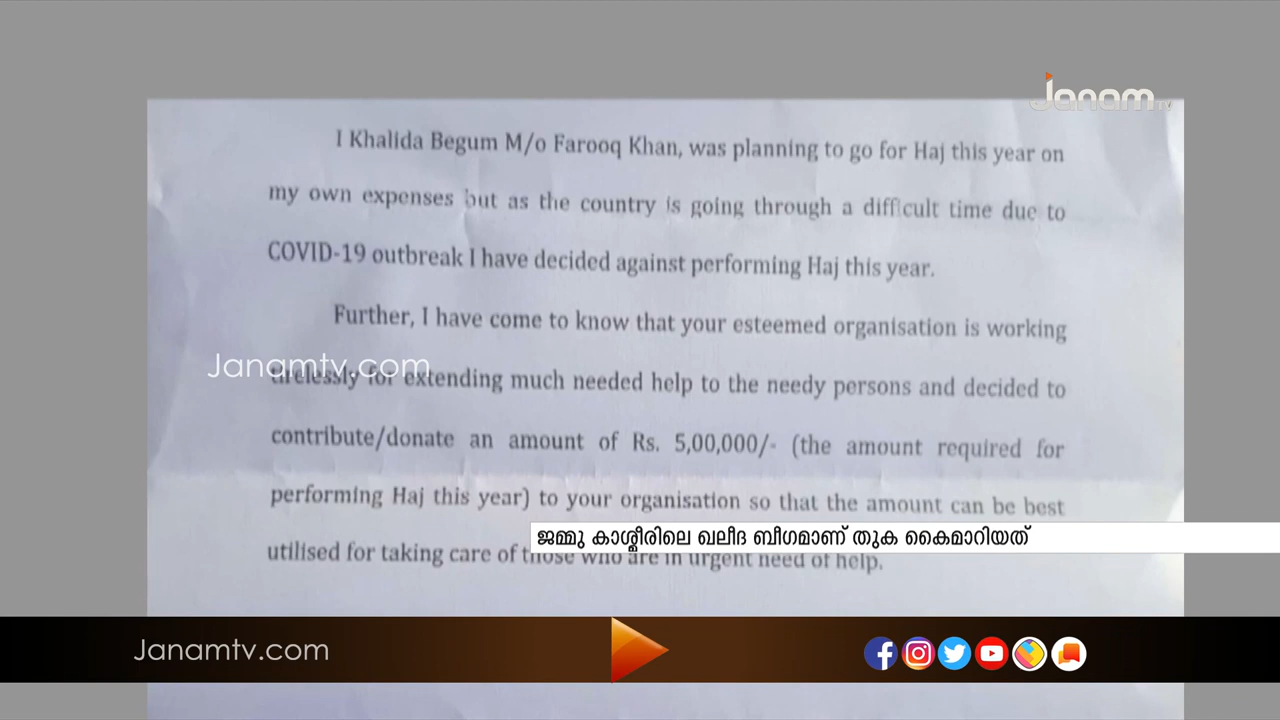 Janam TV
I Khalida Begum M/o Farooq Khan, was planning to go for Haj this year on
my own expenses but as the country is going through a difficult time due to
COVID-19 outbreak I have decided against performing Haj this year.
Further, I have come to know that your esteemed organisation is working
Janamtv.com
tirelessly for extending much needed help to the needy persons and decided to
contribute/donate an amount of Rs. 5,00,000/- (the amount required for
performing Haj this year) to your organisation so that the amount can be best
ജമ്മു കാശ്മീരിലെ ഖലീദ ബീഗമാണ് തുക കൈമാറിയത്
utilised for taking care of those who are in urgent need of help.
Janamtv.com